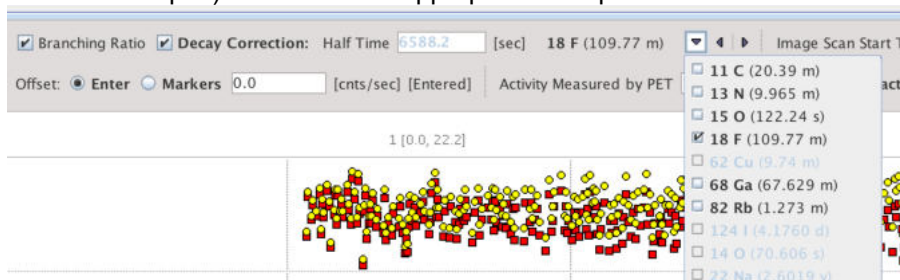 Branching Ratio Decay Correction: Half Time 6588.2 [sec] 18 F (109.77 m) Image Scan Start
Offset: Enter Markers 0.0 [cnts/sec] [Entered] Activity Measured by PET
11 C (20.39 m)
13 N (9.965 m)
15 O (122.24 s)
18 F (109.77 m)
62 Cu (9.74 m)
68 Ga (67.629 m)
82 Rb (1.273 m)
124 I (4.1760 d)
14 O (70.606 s)
22 Na (2.6019 y)
1 [0.0, 22.2]